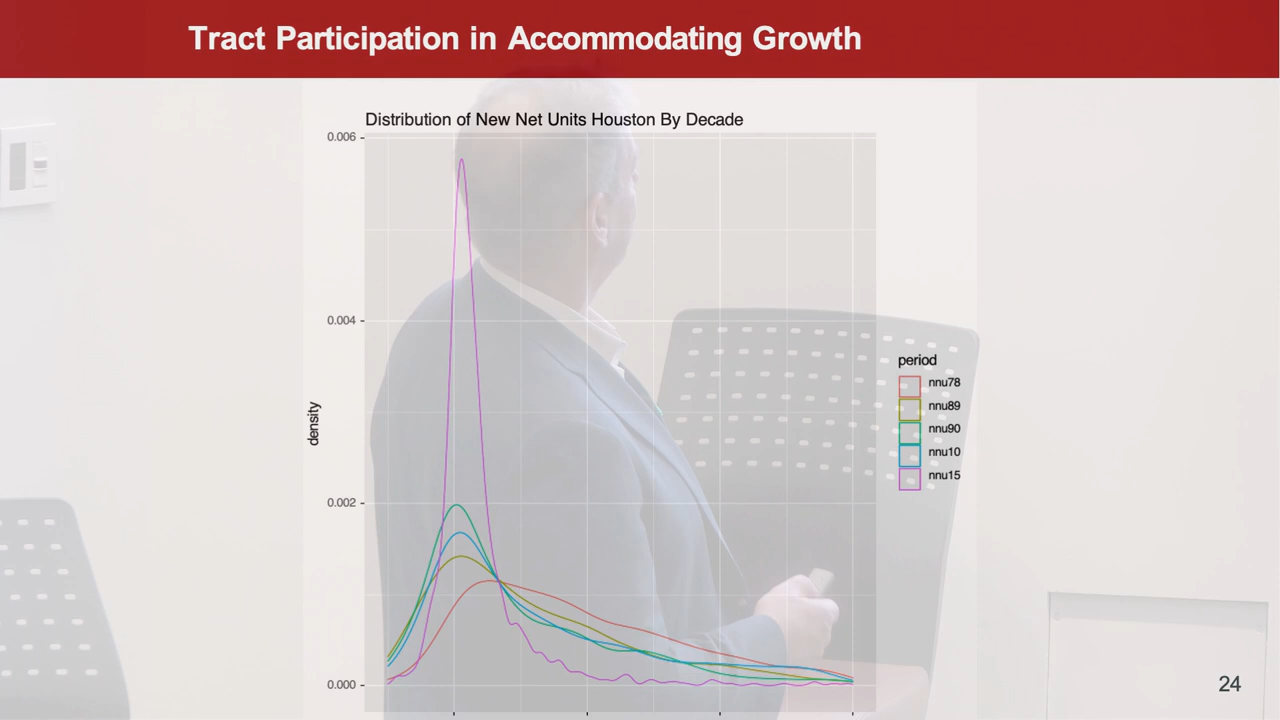 Tract Participation in Accommodating Growth
Distribution of New Net Units Houston By Decade
0.006
0.004
0.002
0.000
density
period
nnu78
nnu89
nnu90
nnu10
nnu15
24